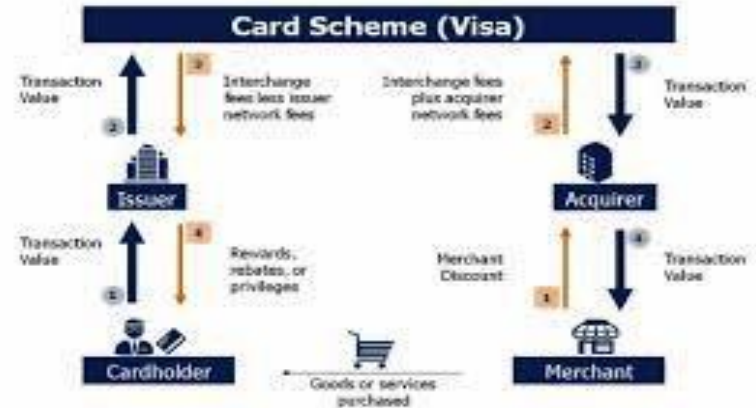 Card Scheme (Visa)
Transaction
Value
2
3
Interchange
fees less issuer
network fees
Interchange fees
plus acquirer
network fees
2
3
Transaction
Value
Issuer
Acquirer
Transaction
Value
1
4
Rewards,
rebates, or
privileges
Merchant
Discount
1
4
Transaction
Value
Cardholder
Goods or services
purchased
Merchant